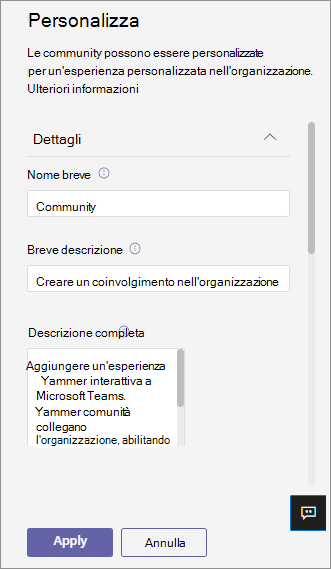 Personalizza
Le community possono essere personalizzate
per un'esperienza personalizzata nell'organizzazione.
Ulteriori informazioni
Dettagli
Nome breve
Community
Breve descrizione
Creare un coinvolgimento nell'organizzazione
Descrizione completa
Aggiungere un'esperienza
Yammer interattiva a
Microsoft Teams.
Yammer comunità
collegano
l'organizzazione, abilitando
Apply
Annulla